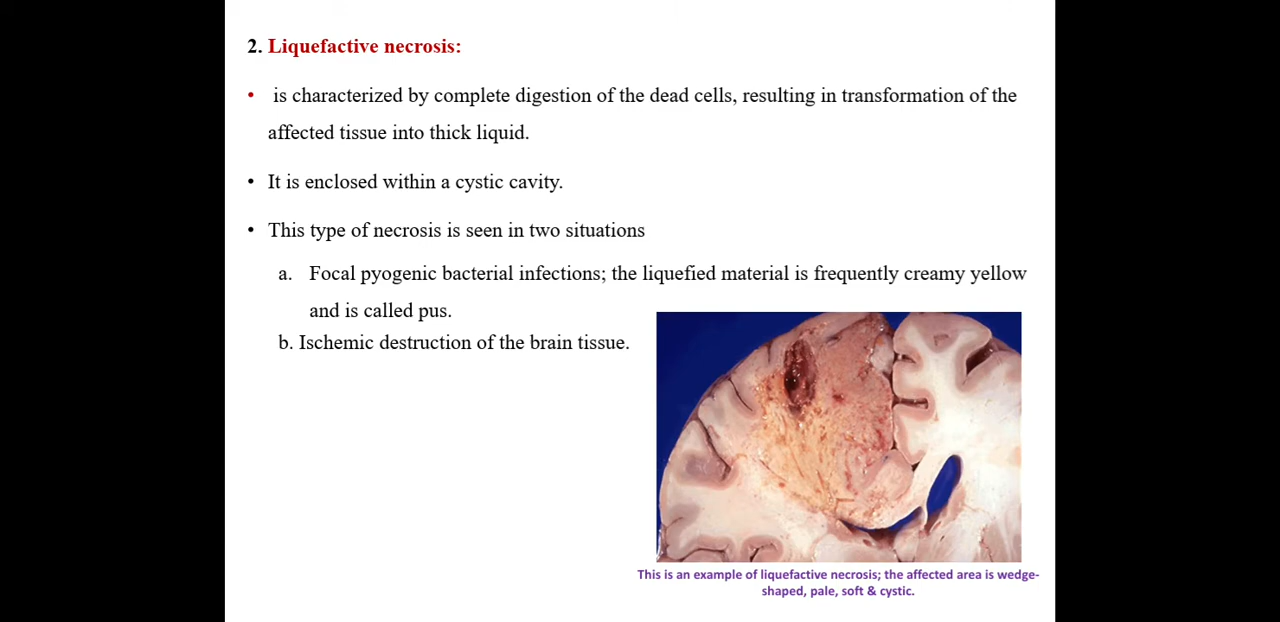 2. Liquefactive necrosis:
• is characterized by complete digestion of the dead cells, resulting in transformation of the
affected tissue into thick liquid.
• It is enclosed within a cystic cavity.
• This type of necrosis is seen in two situations
a. Focal pyogenic bacterial infections; the liquefied material is frequently creamy yellow
and is called pus.
b. Ischemic destruction of the brain tissue.
This is an example of liquefactive necrosis; the affected area is wedge-
shaped, pale, soft & cystic.